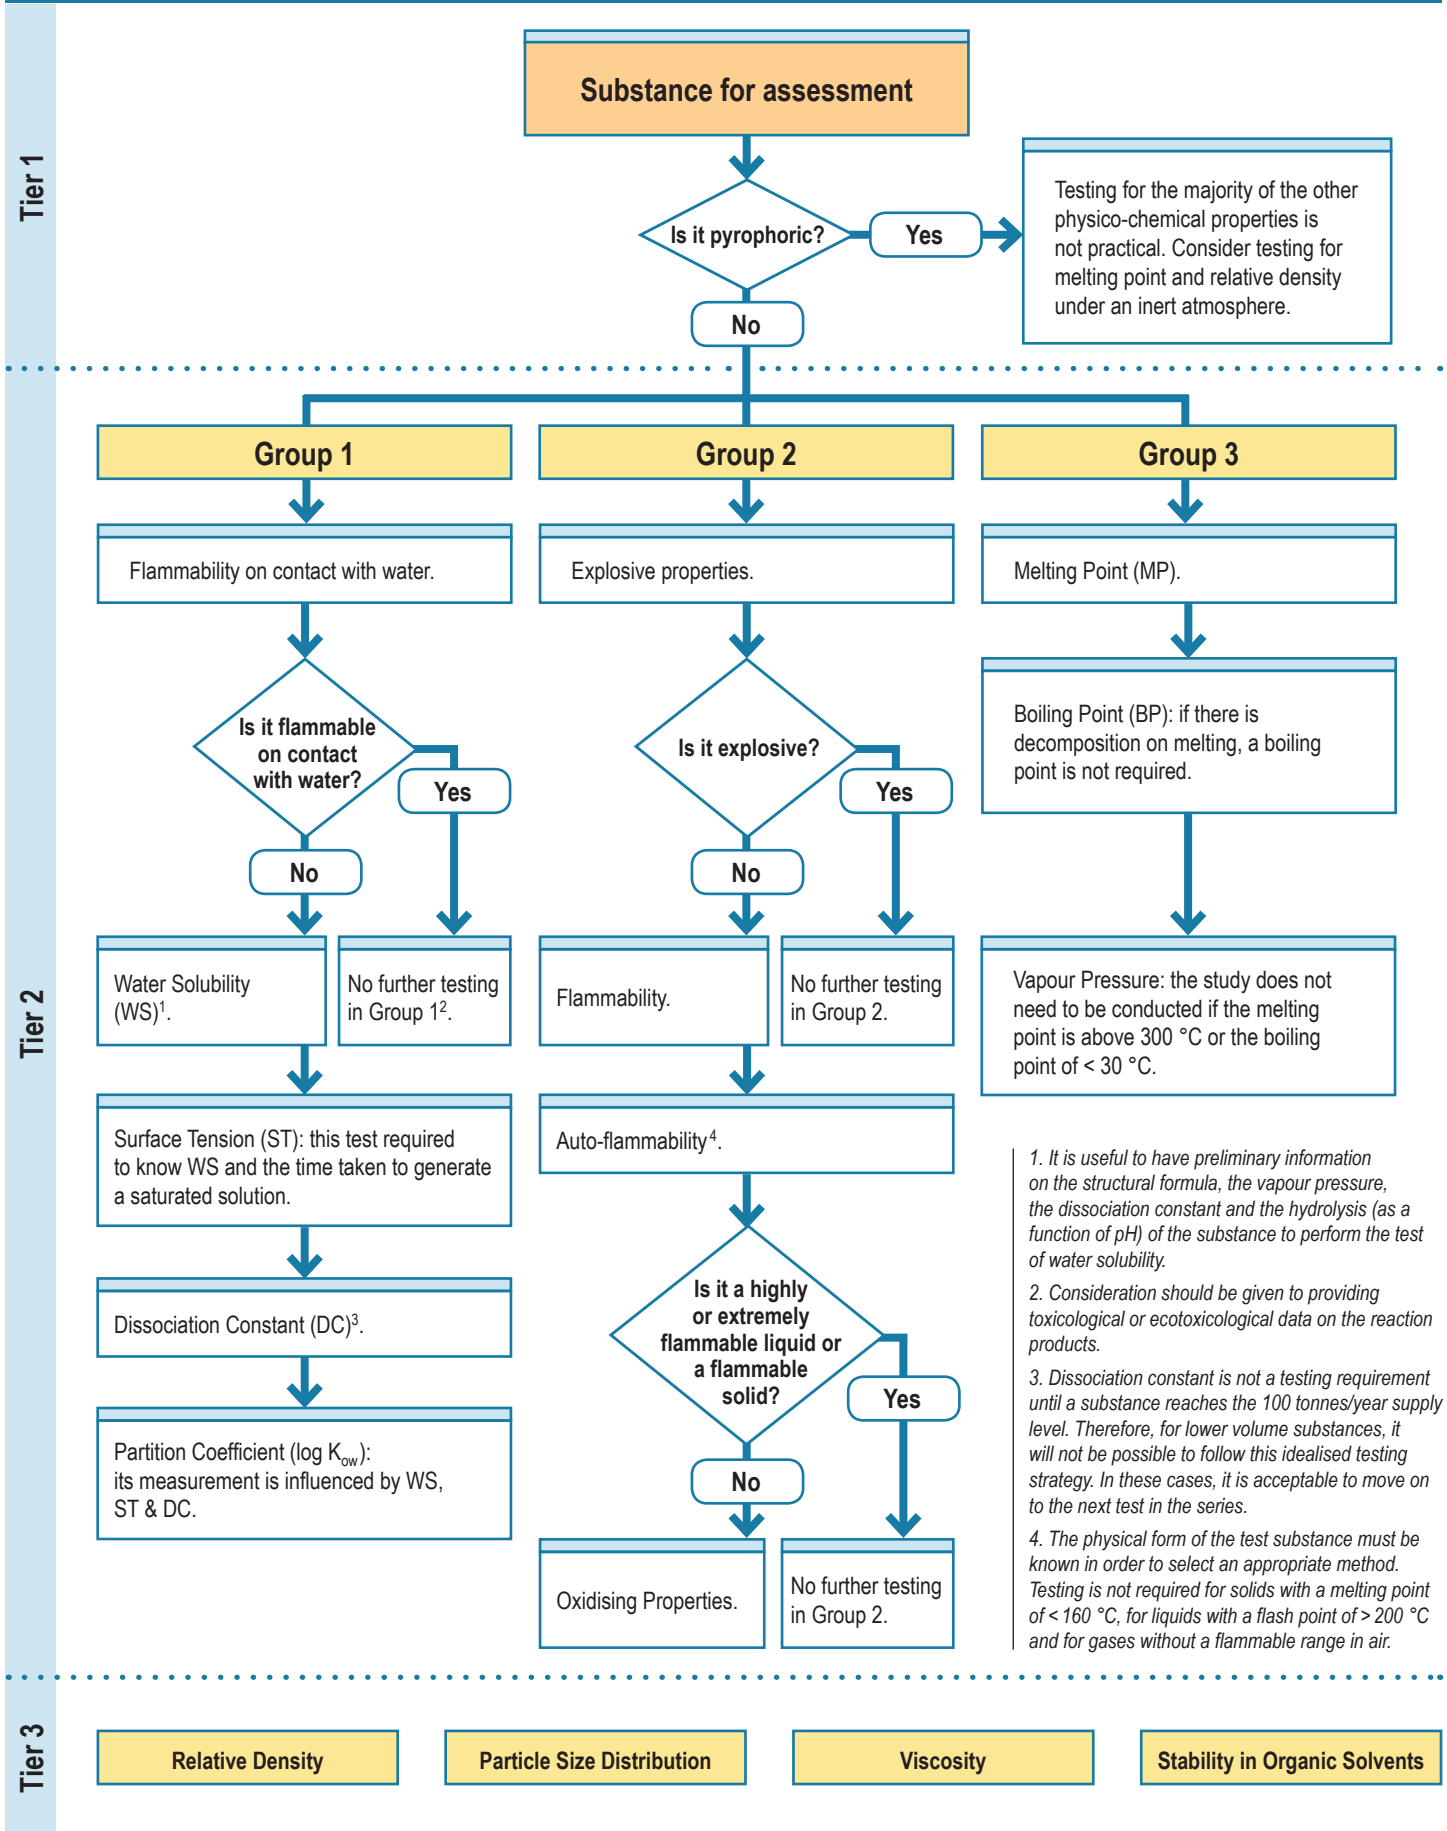 Tier 1
Substance for assessment
Is it pyrophoric?
Yes
Testing for the majority of the other
physico-chemical properties is
not practical. Consider testing for
melting point and relative density
under an inert atmosphere.
No
Tier 2
Group 1
Flammability on contact with water.
Is it flammable
on contact
with water?
Yes
No
Water Solubility
(WS)1.
No further testing
in Group 12.
Surface Tension (ST): this test required
to know WS and the time taken to generate
a saturated solution.
Dissociation Constant (DC)3.
Partition Coefficient (log Kow):
its measurement is influenced by WS,
ST & DC.
Group 2
Explosive properties.
Is it explosive?
Yes
No
Flammability.
No further testing
in Group 2.
Auto-flammability4.
Is it a highly
or extremely
flammable liquid or
a flammable
solid?
Yes
No
Oxidising Properties.
No further testing
in Group 2.
Group 3
Melting Point (MP).
Boiling Point (BP): if there is
decomposition on melting, a boiling
point is not required.
Vapour Pressure: the study does not
need to be conducted if the melting
point is above 300 °C or the boiling
point of < 30 °C.
1. It is useful to have preliminary information
on the structural formula, the vapour pressure,
the dissociation constant and the hydrolysis (as a
function of pH) of the substance to perform the test
of water solubility.
2. Consideration should be given to providing
toxicological or ecotoxicological data on the reaction
products.
3. Dissociation constant is not a testing requirement
until a substance reaches the 100 tonnes/year supply
level. Therefore, for lower volume substances, it
will not be possible to follow this idealised testing
strategy. In these cases, it is acceptable to move on
to the next test in the series.
4. The physical form of the test substance must be
known in order to select an appropriate method.
Testing is not required for solids with a melting point
of < 160 °C, for liquids with a flash point of > 200 °C
and for gases without a flammable range in air.
Tier 3
Relative Density
Particle Size Distribution
Viscosity
Stability in Organic Solvents